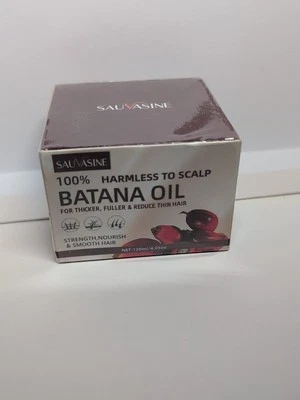 SAUVASINE
SAUVASINE
100% HARMLESS TO SCALP
BATANA OIL
FOR THICKER, FULLER & REDUCE THIN HAIR
STRENGTH,NOURISH
& SMOOTH HAIR